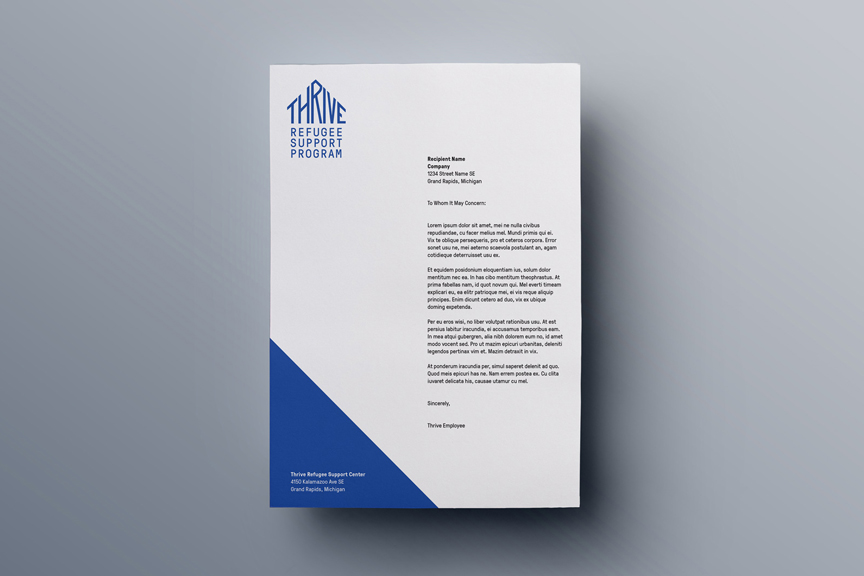 THRIVE
REFUGEE
SUPPORT
PROGRAM
Recipient Name
Company
1234 Street Name SE
Grand Rapids, Michigan
To Whom It May Concern:
Lorem ipsum dolor sit amet, mei ne nulla civibus
repudiandae, cu facer melius mel. Mundi primis qui ei.
Vix te oblique persequeris, pro et ceteros corpora. Error
sonet usu ne, mei aeterno scaevola postulant an, agam
cotidieque deterruisset usu ex.
Et equidem posidonium eloquentiam ius, solum dolor
mentitum nec ea. In has cibo mentitum theophrastus. At
prima fabellas nam, id quot novum qui. Mel everti timeam
explicari eu, ea elitr patrioque mei, ei vis reque aliquip
principes. Enim dicunt cetero ad duo, vix ex ubique
doming expetenda.
Per eu eros wisi, no liber volutpat rationibus usu. At est
persius labitur iracundia, ei accusamus temporibus eam.
In mea atqui gubergren, alia nibh dolorem eum no, id amet
modo vocent sed. Pro ut mazim epicuri urbanitas, deleniti
legendos pertinax vim et. Mazim detraxit in vix.
At ponderum iracundia per, simul saperet delenit ad quo.
Quod meis epicuri has ne. Nam errem postea ex. Cu clita
iuvaret delicata his, causae utamur cu mel.
Sincerely,
Thrive Employee
Thrive Refugee Support Center
4150 Kalamazoo Ave SE
Grand Rapids, Michigan